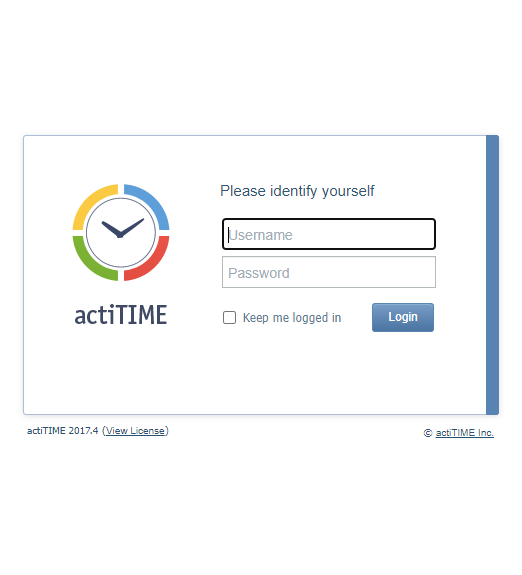 Please identify yourself
Username
Password
actiTIME
Keep me logged in
Login
actiTIME 2017.4 (View License)
© actiTIME Inc.